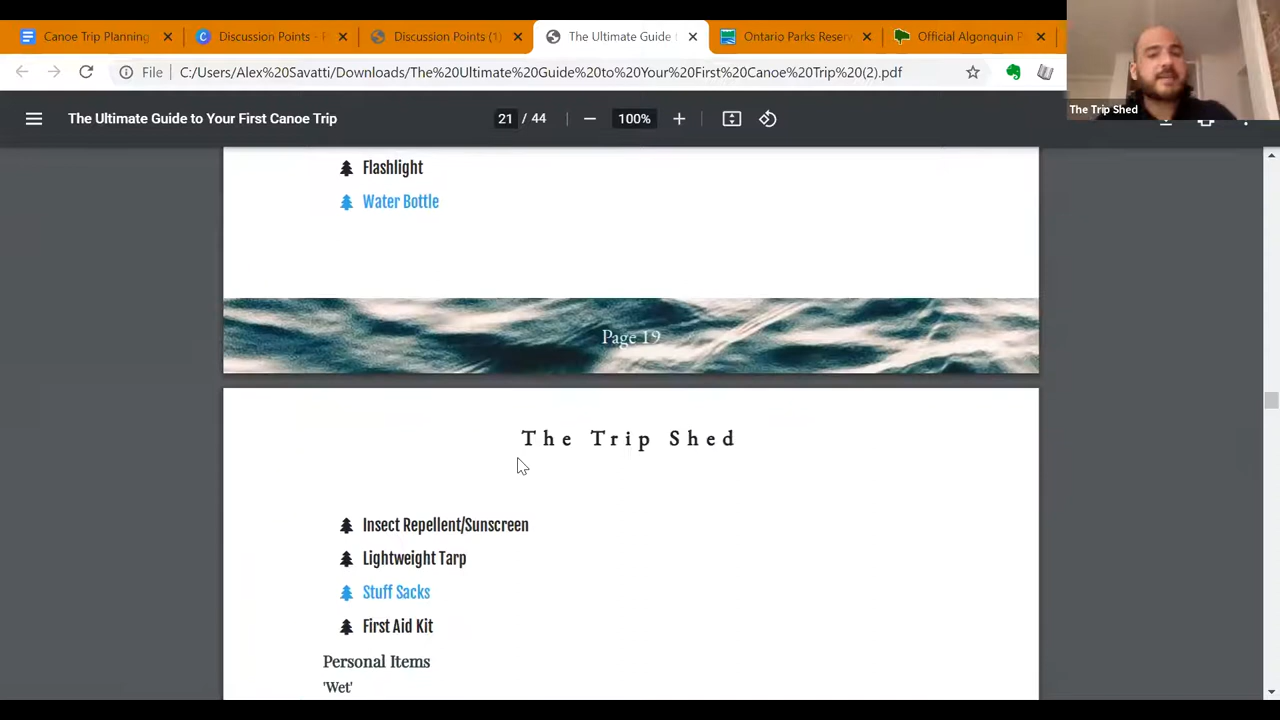 Canoe Trip Planning
Discussion Points - P
Discussion Points (1)
The Ultimate Guide t
Ontario Parks Reserv
Official Algonquin P
File
C:/Users/Alex%20Savatti/Downloads/The%20Ultimate%20Guide%20to%20Your%20First%20Canoe%20Trip%20(2).pdf
The Ultimate Guide to Your First Canoe Trip
21 / 44
100%
The Trip Shed
Flashlight
Water Bottle
Page 19
The Trip Shed
Insect Repellent/Sunscreen
Lightweight Tarp
Stuff Sacks
First Aid Kit
Personal Items
'Wet'